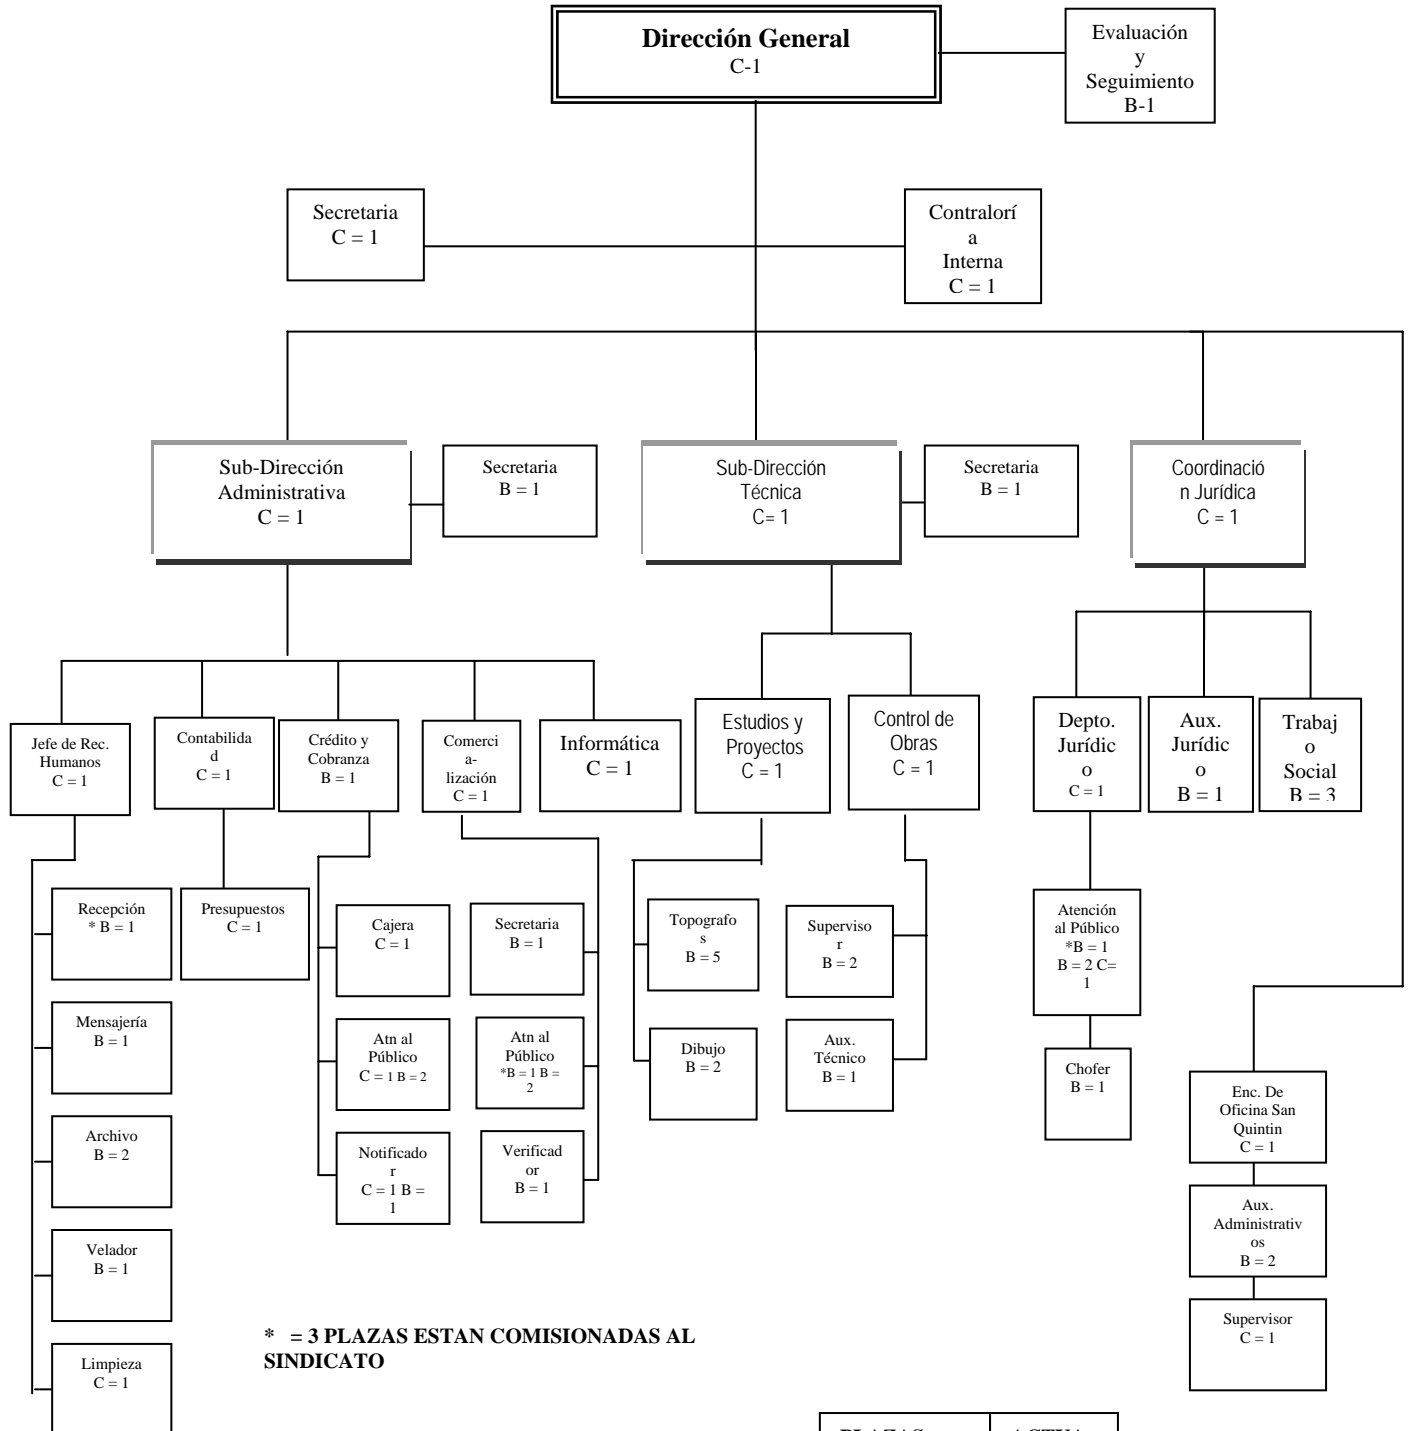 Dirección General
C-1
Evaluación
y
Seguimiento
B-1
Secretaria
C = 1
Contralorí
a
Interna
C = 1
Sub-Dirección
Administrativa
C = 1
Secretaria
B = 1
Sub-Dirección
Técnica
C= 1
Secretaria
B = 1
Coordinació
n Jurídica
C = 1
Jefe de Rec.
Humanos
C = 1
Contabilida
d
C = 1
Crédito y
Cobranza
B = 1
Comerci
a-
lización
C = 1
Informática
C = 1
Estudios y
Proyectos
C = 1
Control de
Obras
C = 1
Depto.
Jurídic
o
C = 1
Aux.
Jurídic
o
B = 1
Trabaj
o
Social
B = 3
Recepción
* B = 1
Presupuestos
C = 1
Cajera
C = 1
Secretaria
B = 1
Topografo
s
B = 5
Superviso
r
B = 2
Atención
al Público
*B = 1
B = 2 C=
1
Mensajería
B = 1
Atn al
Público
C = 1 B = 2
Atn al
Público
*B = 1 B =
2
Dibujo
B = 2
Aux.
Técnico
B = 1
Chofer
B = 1
Enc. De
Oficina San
Quintin
C = 1
Archivo
B = 2
Notificado
r
C = 1 B =
1
Verificad
or
B = 1
Aux.
Administrativ
os
B = 2
Velador
B = 1
Supervisor
C = 1
Limpieza
C = 1
* = 3 PLAZAS ESTAN COMISIONADAS AL
SINDICATO
PLAZAS ACTUA